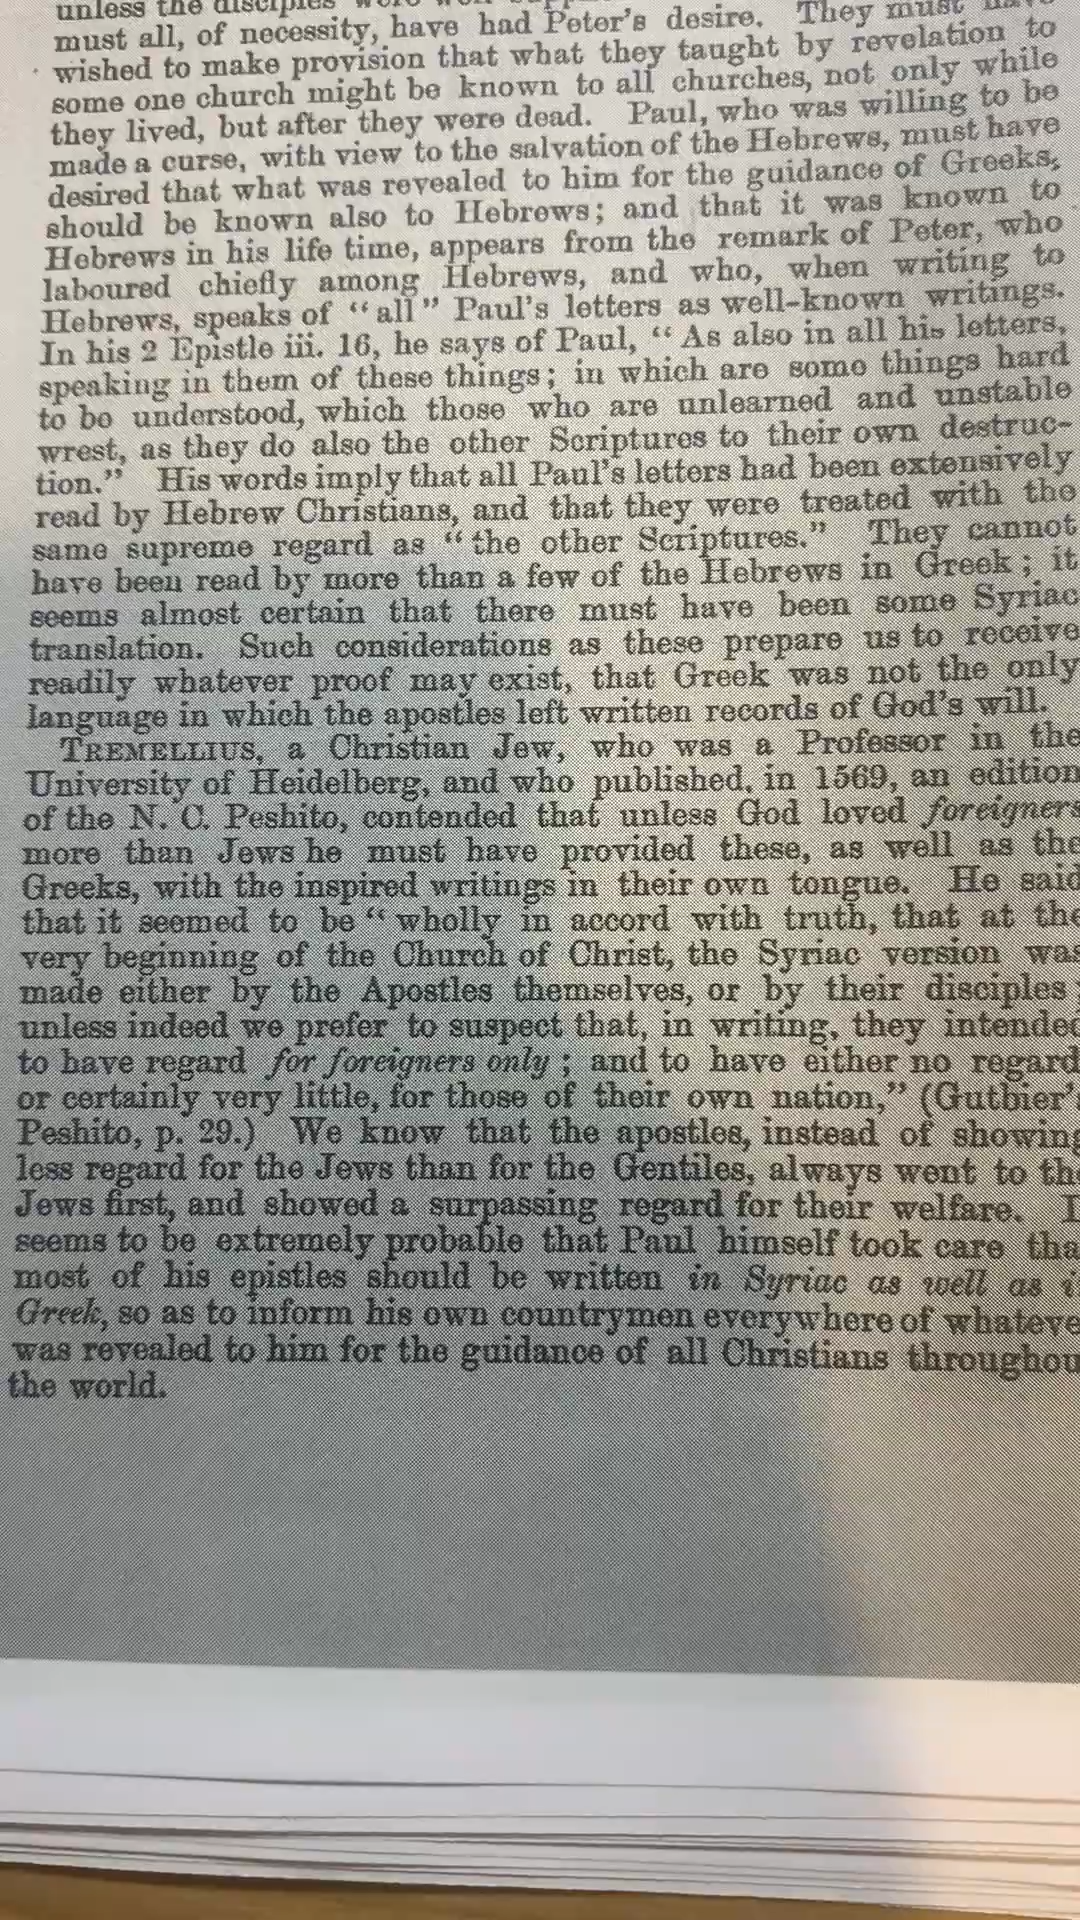 unless the disciples were
must all, of necessity, have had Peter's desire. They must have
wished to make provision that what they taught by revelation to
some one church might be known to all churches, not only while
they lived, but after they were dead. Paul, who was willing to be
made a curse, with view to the salvation of the Hebrews, must have
desired that what was revealed to him for the guidance of Greeks,
should be known also to Hebrews; and that it was known to
Hebrews in his life time, appears from the remark of Peter, who
laboured chiefly among Hebrews, and who, when writing to
Hebrews, speaks of "all" Paul's letters as well-known writings.
In his 2 Epistle iii. 16, he says of Paul, "As also in all his letters,
speaking in them of these things; in which are some things hard
to be understood, which those who are unlearned and unstable
wrest, as they do also the other Scriptures to their own destruc-
tion." His words imply that all Paul's letters had been extensively
read by Hebrew Christians, and that they were treated with the
same supreme regard as "the other Scriptures." They cannot
have been read by more than a few of the Hebrews in Greek; it
seems almost certain that there must have been some Syriac
translation. Such considerations as these prepare us to receive
readily whatever proof may exist, that Greek was not the only
language in which the apostles left written records of God's will.
TREMELLIUS, a Christian Jew, who was a Professor in the
University of Heidelberg, and who published, in 1569, an edition
of the N. C. Peshito, contended that unless God loved foreigners
more than Jews he must have provided these, as well as the
Greeks, with the inspired writings in their own tongue. He said
that it seemed to be "wholly in accord with truth, that at the
very beginning of the Church of Christ, the Syriac version was
made either by the Apostles themselves, or by their disciples
unless indeed we prefer to suspect that, in writing, they intended
to have regard for foreigners only; and to have either no regard
or certainly very little, for those of their own nation," (Gutbier'
Peshito, p. 29.) We know that the apostles, instead of showing
less regard for the Jews than for the Gentiles, always went to the
Jews first, and showed a surpassing regard for their welfare. I
seems to be extremely probable that Paul himself took care tha
most of his epistles should be written in Syriac as well as i
Greek, so as to inform his own countrymen everywhere of whateve
was revealed to him for the guidance of all Christians throughou
the world.